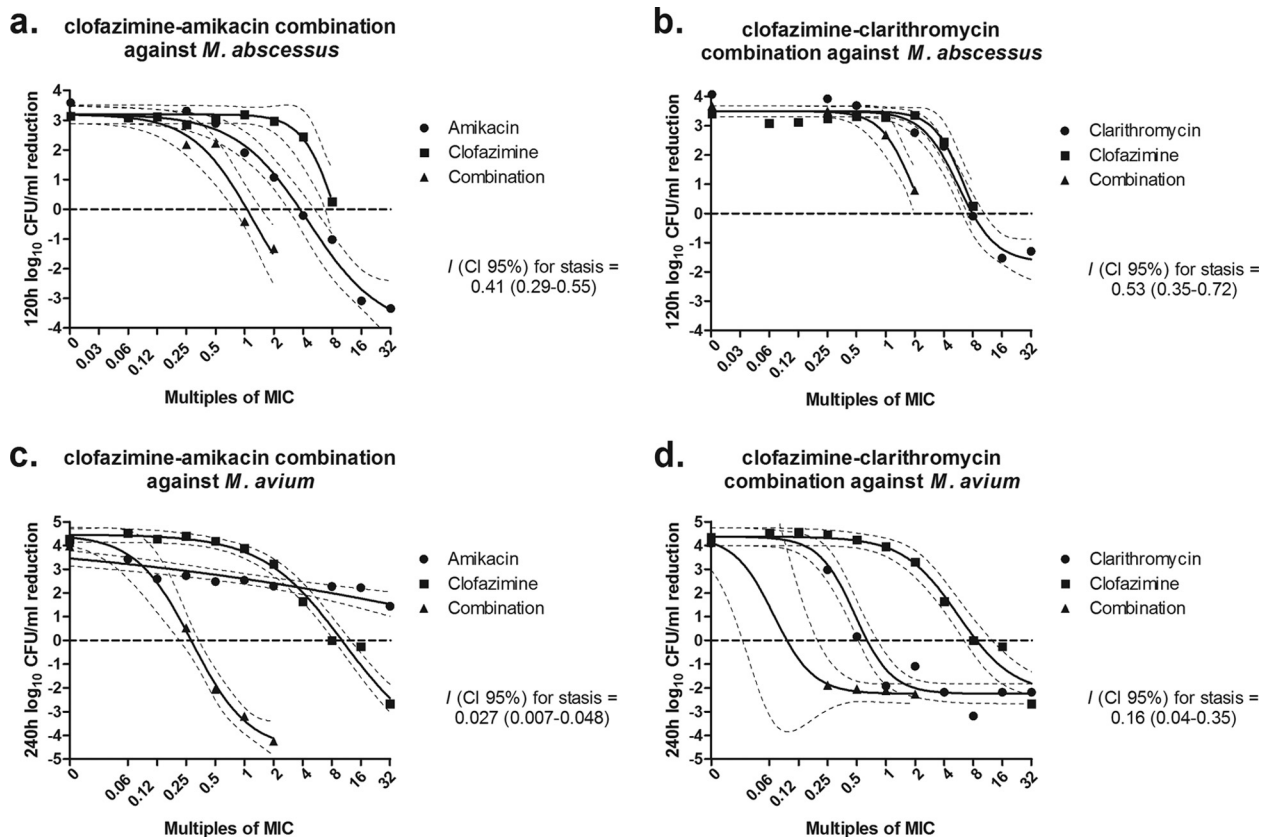 a.
clofazimine-amikacin combination
against M. abscessus
4
3
2
1
0
-1
-2
-3
-4
120h log10 CFU/ml reduction
0
0.03
0.06
0.12
0.25
0.5
1
2
4
8
16
32
Multiples of MIC
Amikacin
Clofazimine
Combination
I (CI 95%) for stasis =
0.41 (0.29-0.55)
b.
clofazimine-clarithromycin
combination against M. abscessus
4
3
2
1
0
-1
-2
-3
-4
120h log10 CFU/ml reduction
0
0.03
0.06
0.12
0.25
0.5
1
2
4
8
16
32
Multiples of MIC
Clarithromycin
Clofazimine
Combination
I (CI 95%) for stasis =
0.53 (0.35-0.72)
c.
clofazimine-amikacin combination
against M. avium
5
4
3
2
1
0
-1
-2
-3
-4
-5
240h log10 CFU/ml reduction
0
0.06
0.12
0.25
0.5
1
2
4
8
16
32
Multiples of MIC
Amikacin
Clofazimine
Combination
I (CI 95%) for stasis =
0.027 (0.007-0.048)
d.
clofazimine-clarithromycin
combination against M. avium
5
4
3
2
1
0
-1
-2
-3
-4
-5
240h log10 CFU/ml reduction
0
0.06
0.12
0.25
0.5
1
2
4
8
16
32
Multiples of MIC
Clarithromycin
Clofazimine
Combination
I (CI 95%) for stasis =
0.16 (0.04-0.35)